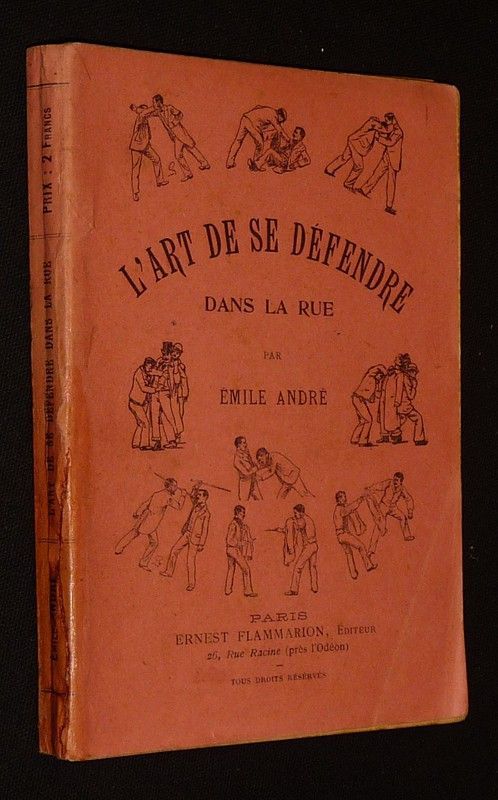 L'ART DE SE DÉFENDRE
DANS LA RUE
PAR
ÉMILE ANDRÉ
PARIS
ERNEST FLAMMARION, ÉDITEUR
26, Rue Racine (près l'Odéon)
TOUS DROITS RÉSERVÉS
PRIX : 2 FRANCS
L'ART DE SE DÉFENDRE DANS LA RUE